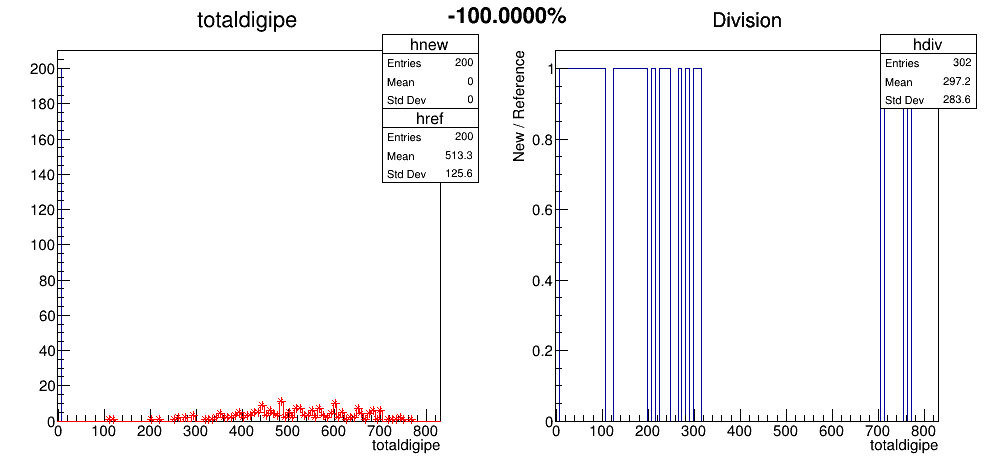 -100.0000%
totaldigipe
hnew
Entries 200
Mean 0
Std Dev 0
href
Entries 200
Mean 513.3
Std Dev 125.6
200
180
160
140
120
100
80
60
40
20
0
0 100 200 300 400 500 600 700 800
totaldigipe
Division
hdiv
Entries 302
Mean 297.2
Std Dev 283.6
New / Reference
1
0.8
0.6
0.4
0.2
0
0 100 200 300 400 500 600 700 800
totaldigipe